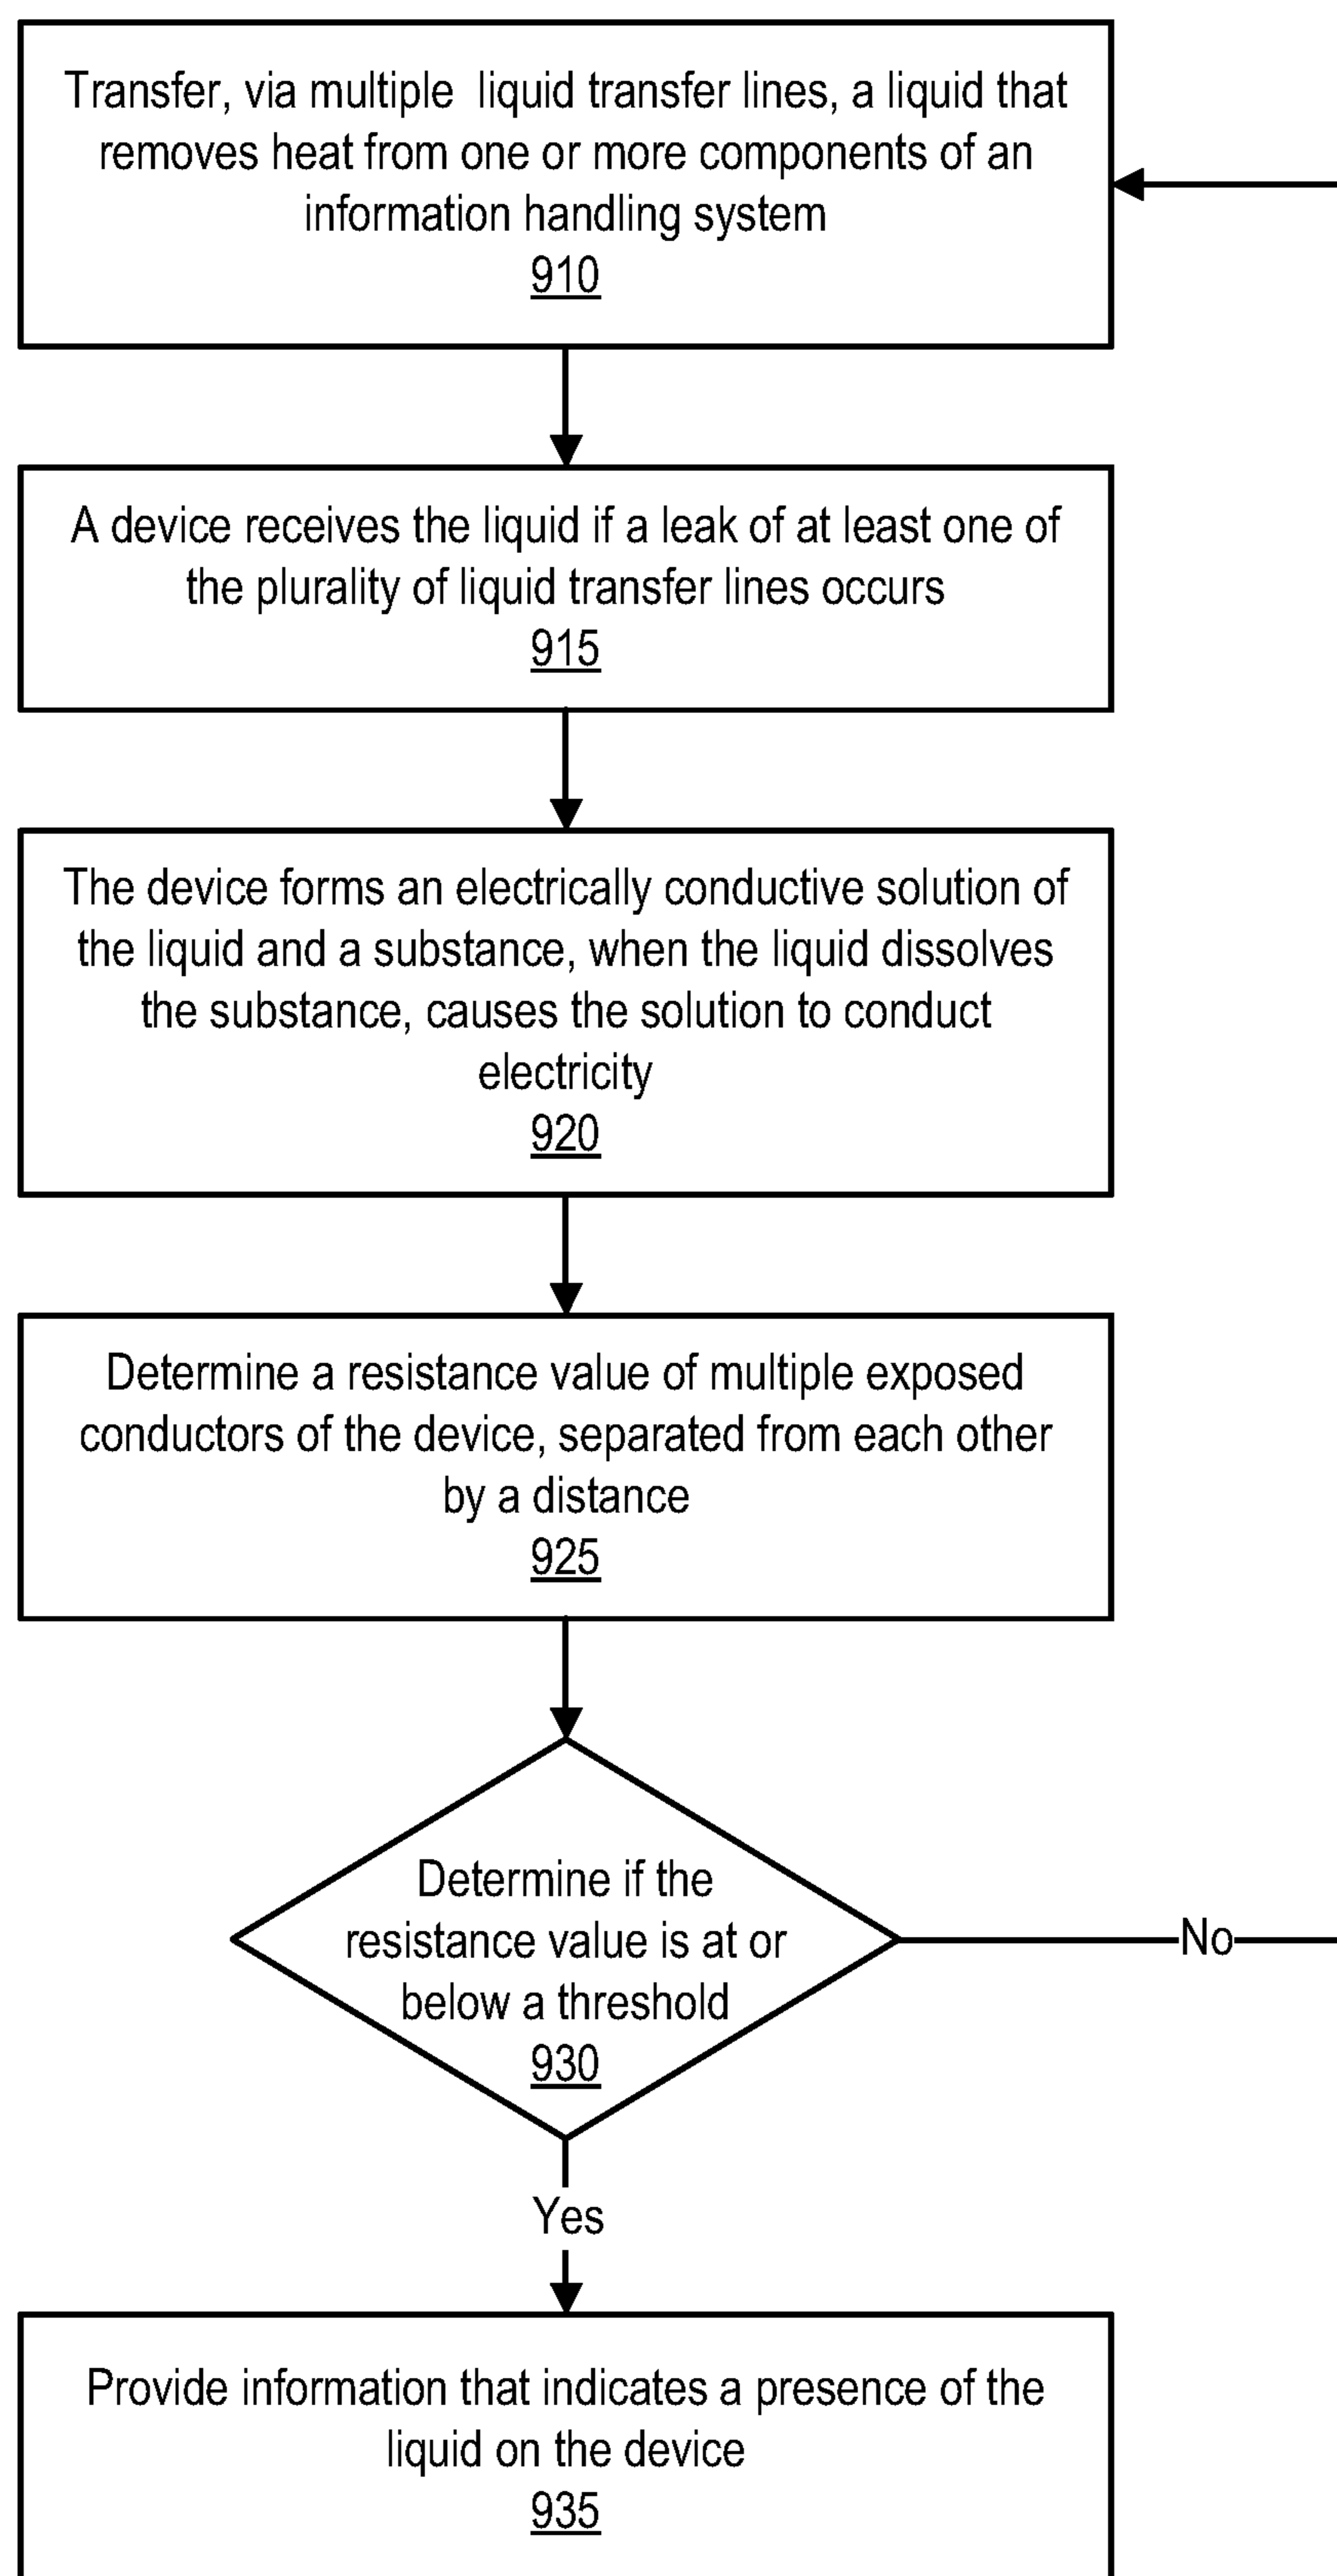 Transfer, via multiple liquid transfer lines, a liquid that
removes heat from one or more components of an
information handling system
910
A device receives the liquid if a leak of at least one of
the plurality of liquid transfer lines occurs
915
The device forms an electrically conductive solution of
the liquid and a substance, when the liquid dissolves
the substance, causes the solution to conduct
electricity
920
Determine a resistance value of multiple exposed
conductors of the device, separated from each other
by a distance
925
Determine if the
resistance value is at or
below a threshold
930
No
Yes
Provide information that indicates a presence of the
liquid on the device
935